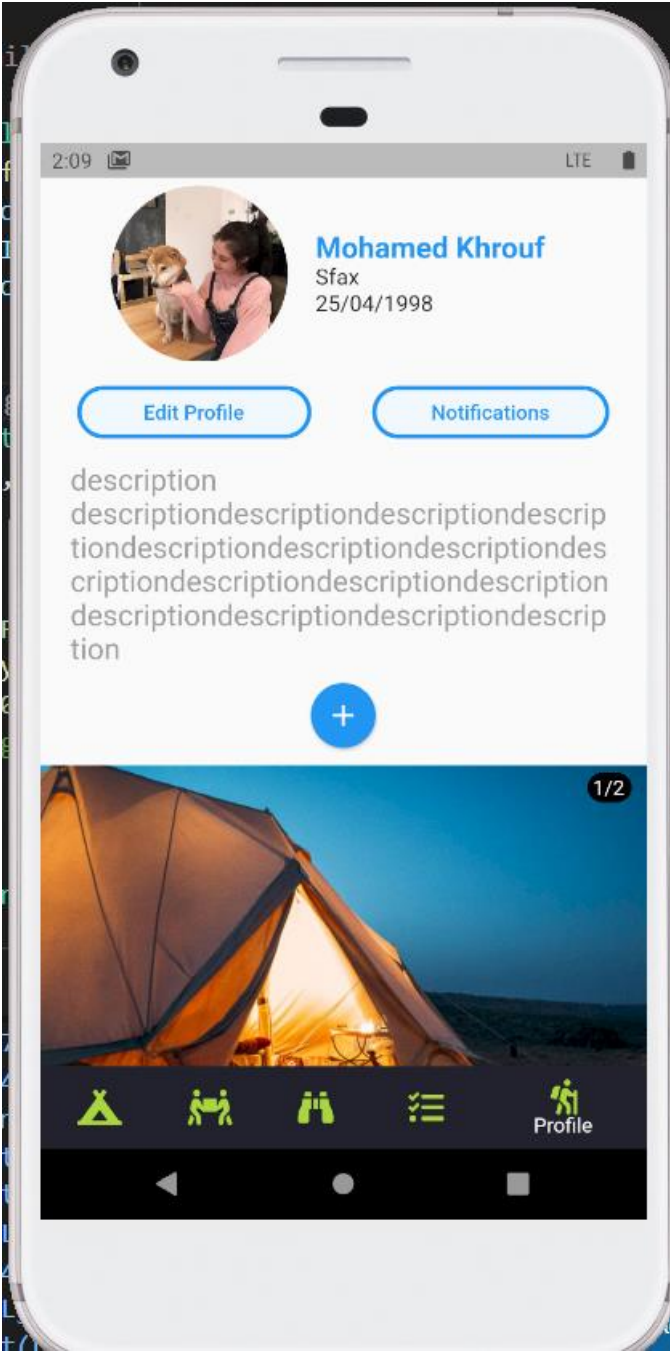 2:09
LTE
Mohamed Khrouf
Sfax
25/04/1998
Edit Profile
Notifications
description
descriptiondescriptiondescriptiondescrip
tiondescriptiondescriptiondescriptiondes
criptiondescriptiondescriptiondescription
descriptiondescriptiondescriptiondescrip
tion
+
1/2
Profile